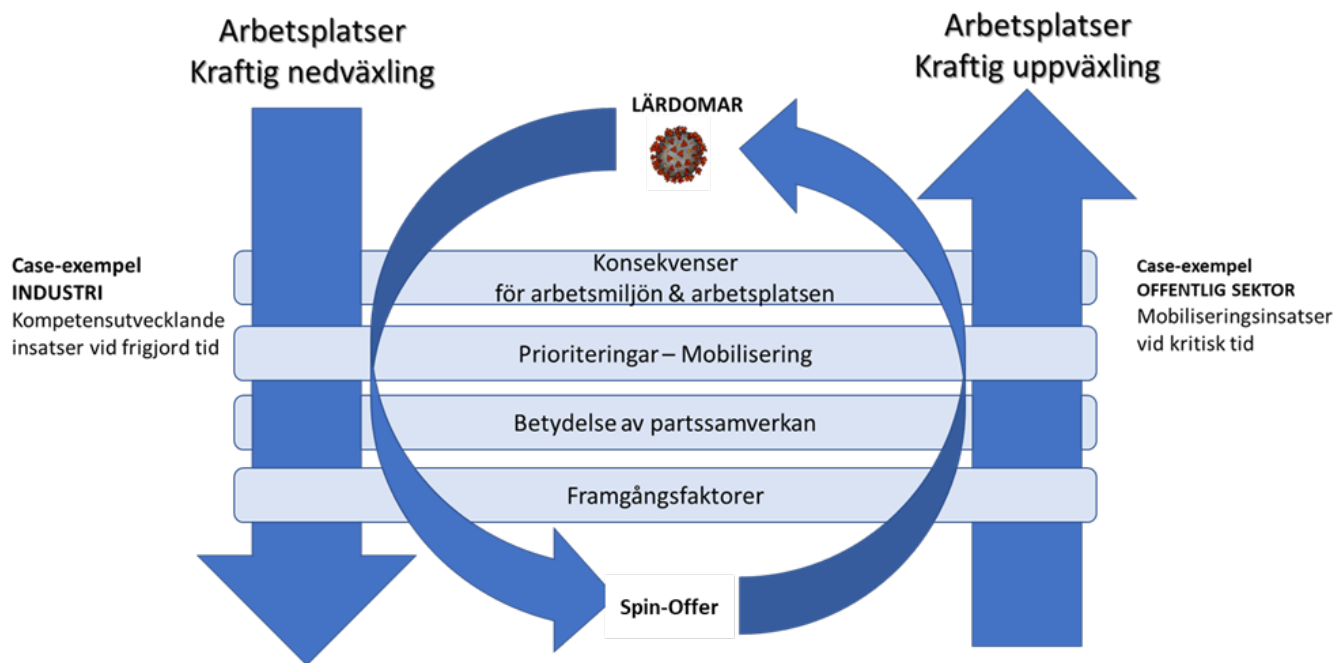 Arbetsplatser
Kraftig nedväxling
Arbetsplatser
Kraftig uppväxling
LÄRDOMAR
Case-exempel
INDUSTRI
Kompetensutvecklande
insatser vid frigjord tid
Konsekvenser
för arbetsmiljön & arbetsplatsen
Prioriteringar – Mobilisering
Betydelse av partssamverkan
Framgångsfaktorer
Case-exempel
OFFENTLIG SEKTOR
Mobiliseringsinsatser
vid kritisk tid
Spin-Offer